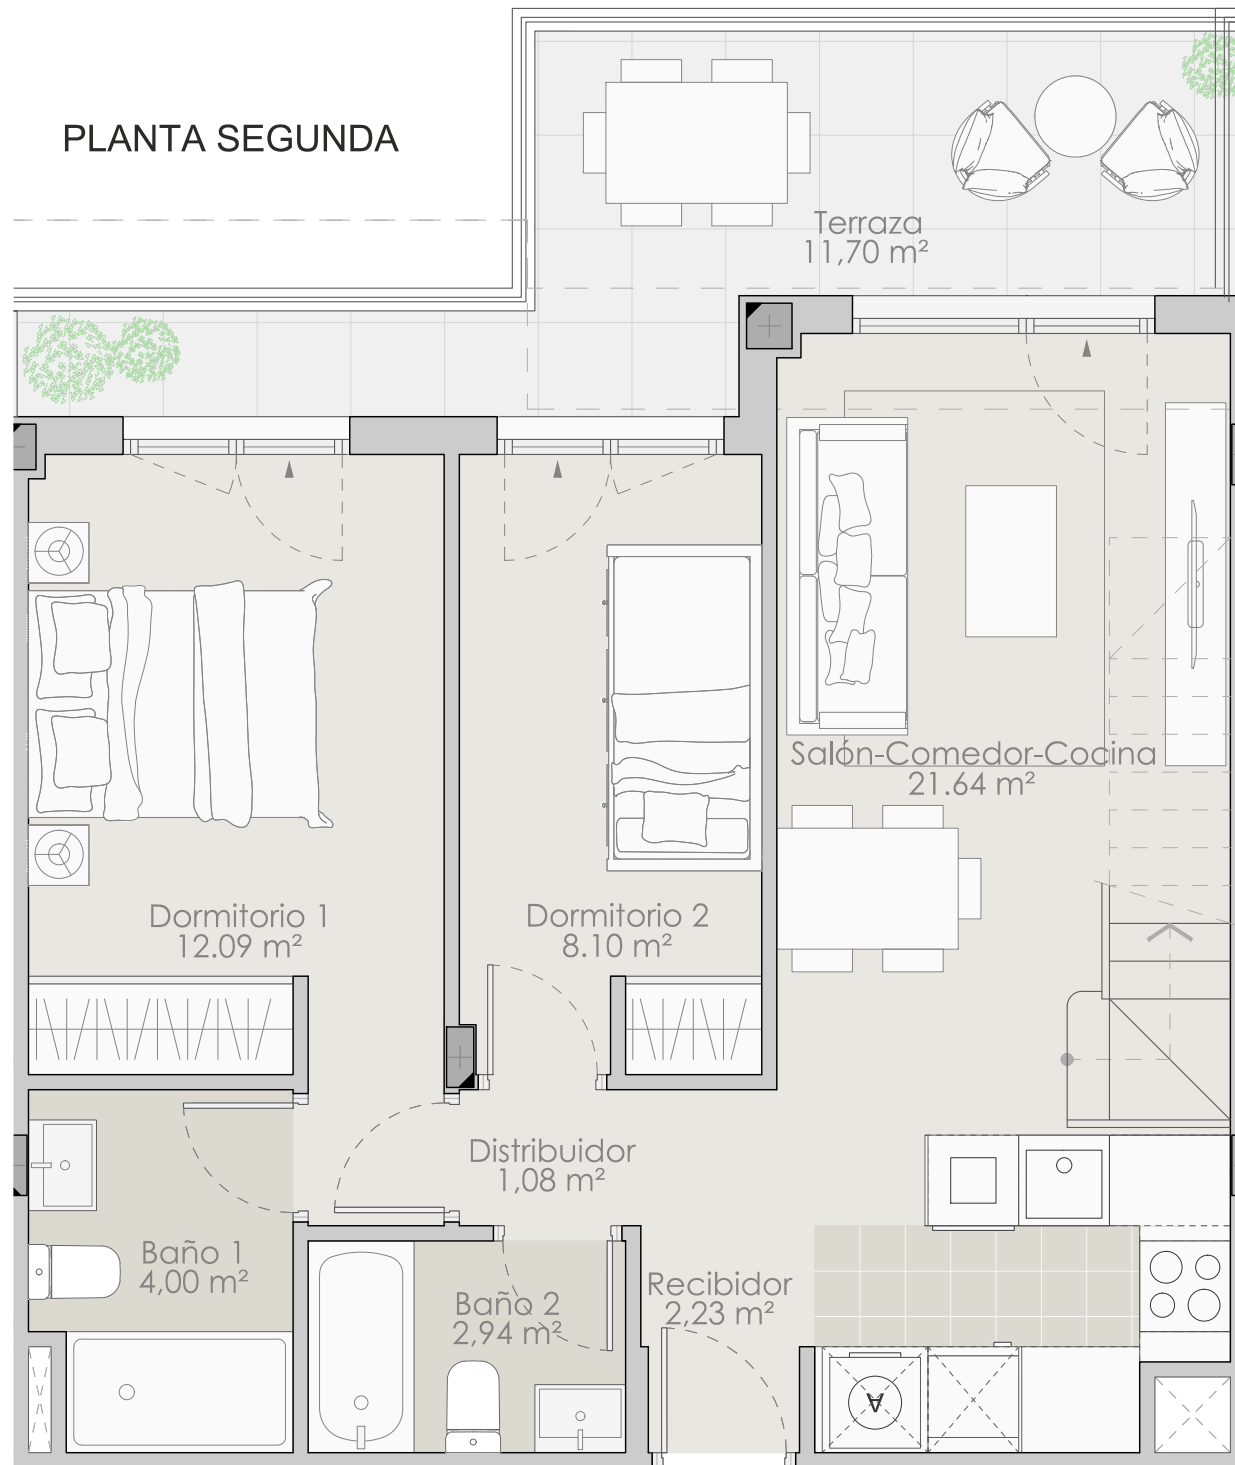 PLANTA SEGUNDA
Terraza
11,70 m²
Salón-Comedor-Cocina
21.64 m²
Dormitorio 1
12.09 m²
Dormitorio 2
8.10 m²
Distribuidor
1,08 m²
Baño 1
4,00 m²
Baño 2
2,94 m²
Recibidor
2,23 m²
A